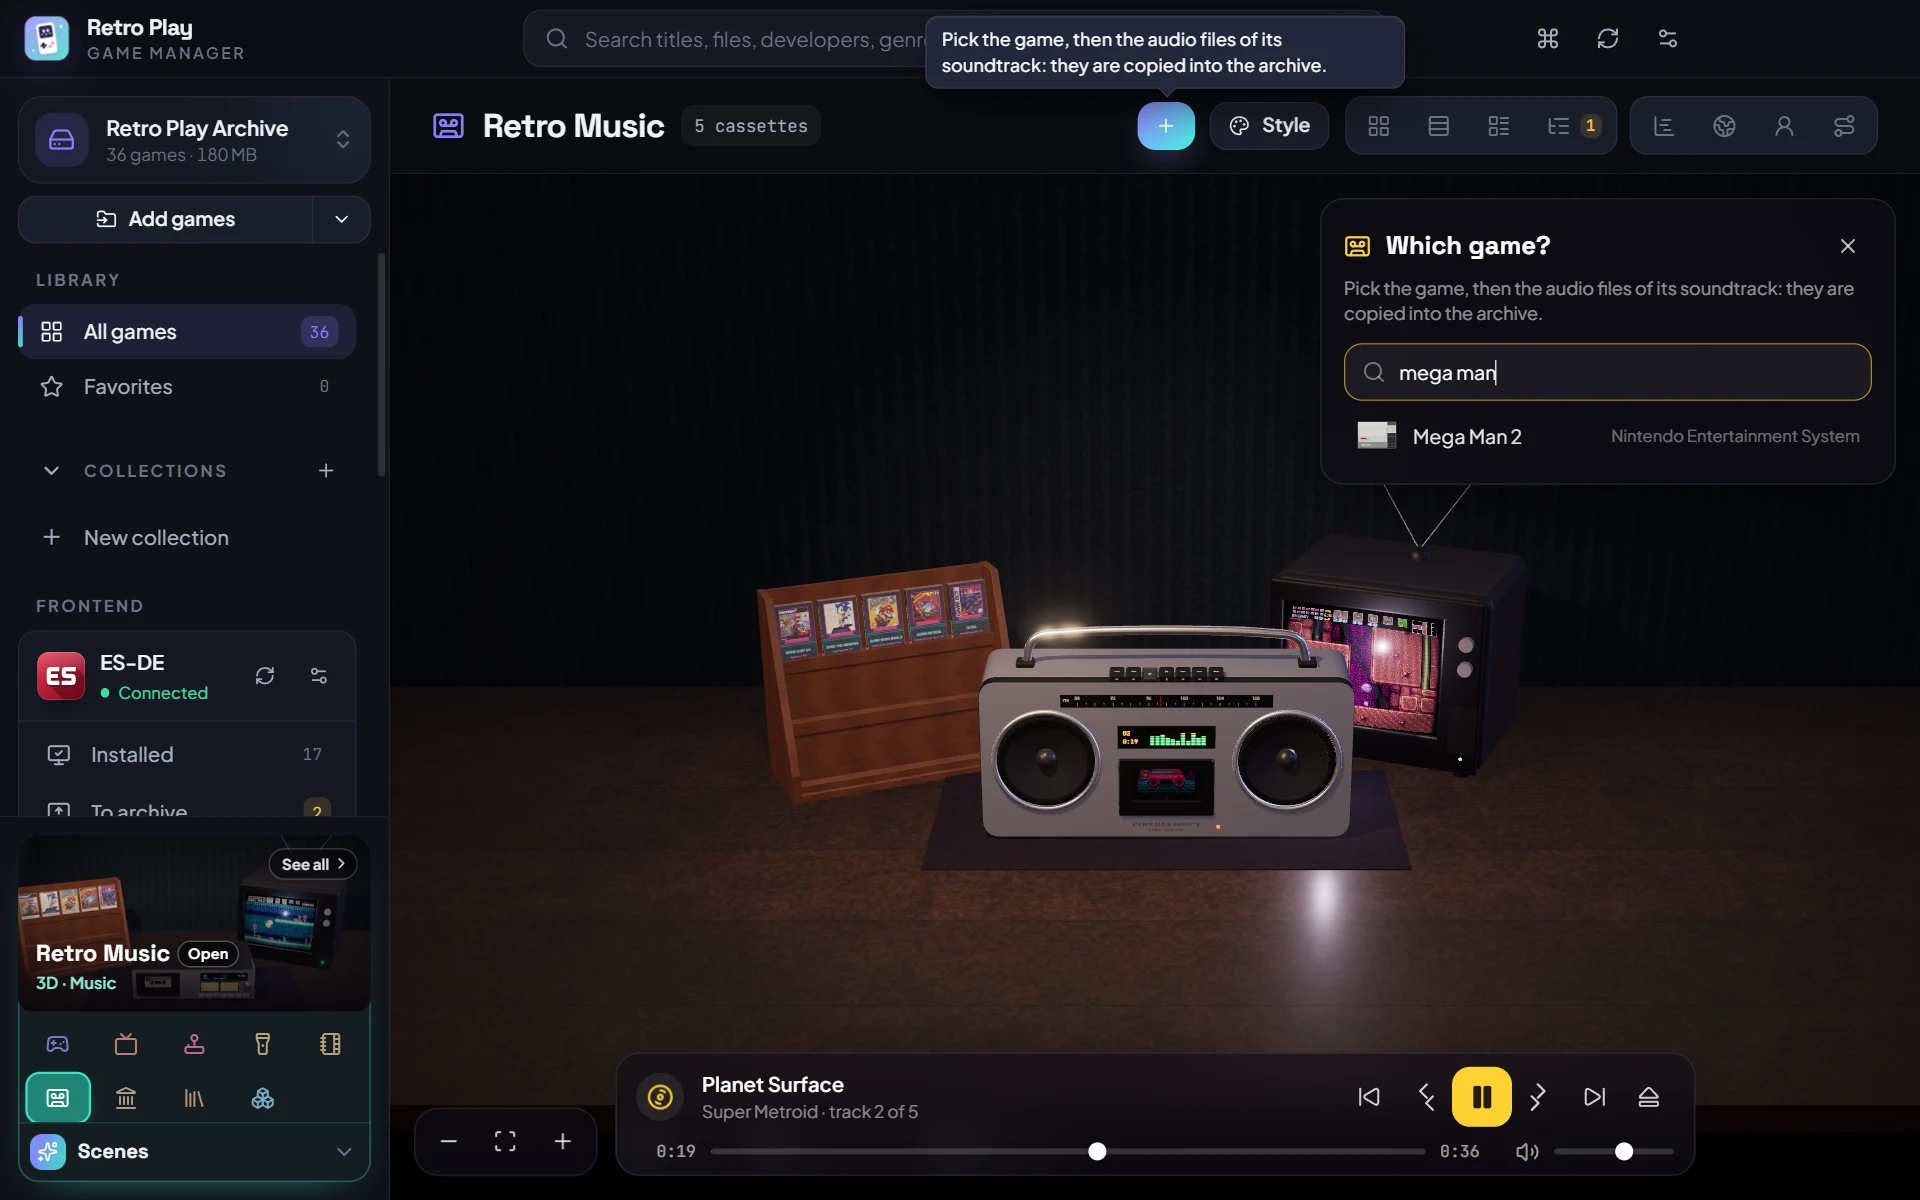 Retro Play
GAME MANAGER
Search titles, files, developers, genr
Pick the game, then the audio files of its
soundtrack: they are copied into the archive.
Retro Play Archive
36 games · 180 MB
Add games
LIBRARY
All games
36
Favorites
0
COLLECTIONS
New collection
FRONTEND
ES
ES-DE
Connected
Installed
17
To archive
2
See all
Retro Music
Open
3D · Music
Scenes
Retro Music
5 cassettes
Style
1
Which game?
Pick the game, then the audio files of its soundtrack: they are
copied into the archive.
mega man
Mega Man 2
Nintendo Entertainment System
02
0:19
Planet Surface
Super Metroid · track 2 of 5
0:19
0:36